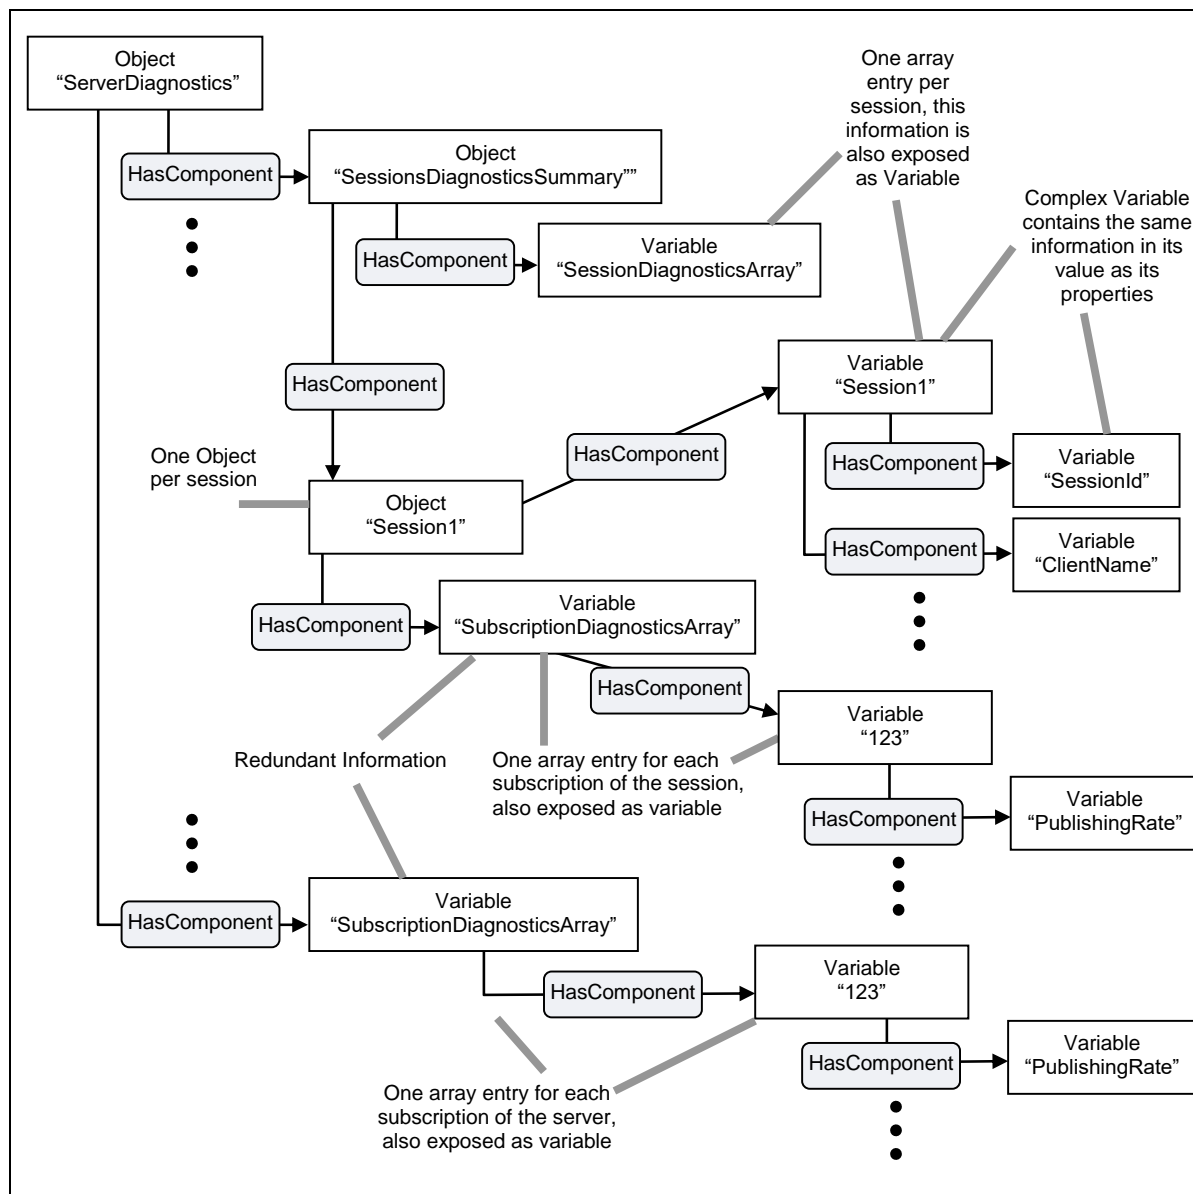 Object
“ServerDiagnostics”
One array
entry per
session, this
information is
also exposed
as Variable
HasComponent
Object
“SessionsDiagnosticsSummary””
Complex Variable
contains the same
information in its
value as its
properties
HasComponent
Variable
“SessionDiagnosticsArray”
HasComponent
Variable
“Session1”
One Object
per session
HasComponent
HasComponent
Variable
“SessionId”
Object
“Session1”
HasComponent
Variable
“ClientName”
HasComponent
Variable
“SubscriptionDiagnosticsArray”
HasComponent
Variable
“123”
Redundant Information
One array entry for each
subscription of the session,
also exposed as variable
HasComponent
Variable
“PublishingRate”
HasComponent
Variable
“SubscriptionDiagnosticsArray”
HasComponent
Variable
“123”
HasComponent
Variable
“PublishingRate”
One array entry for each
subscription of the server,
also exposed as variable